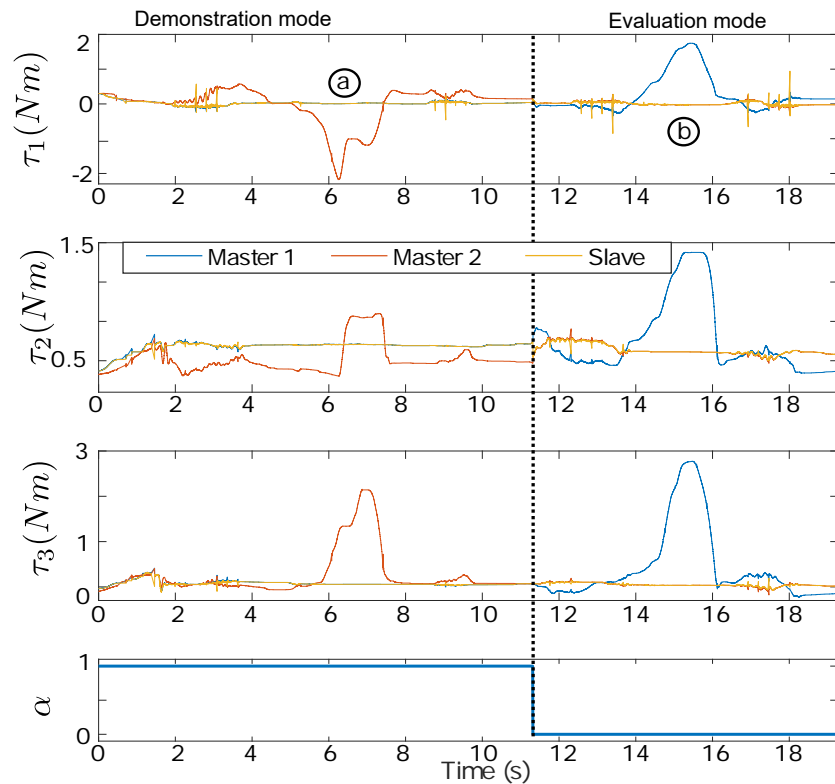 Demonstration mode Evaluation mode
τ1(Nm)
2
0
-2
a
b
0 2 4 6 8 10 12 14 16 18
τ2(Nm)
1.5
0.5
Master 1 Master 2 Slave
0 2 4 6 8 10 12 14 16 18
τ3(Nm)
3
1
1
0
0 2 4 6 8 10 12 14 16 18
α
1
0
0 2 4 6 8 10 12 14 16 18
Time (s)